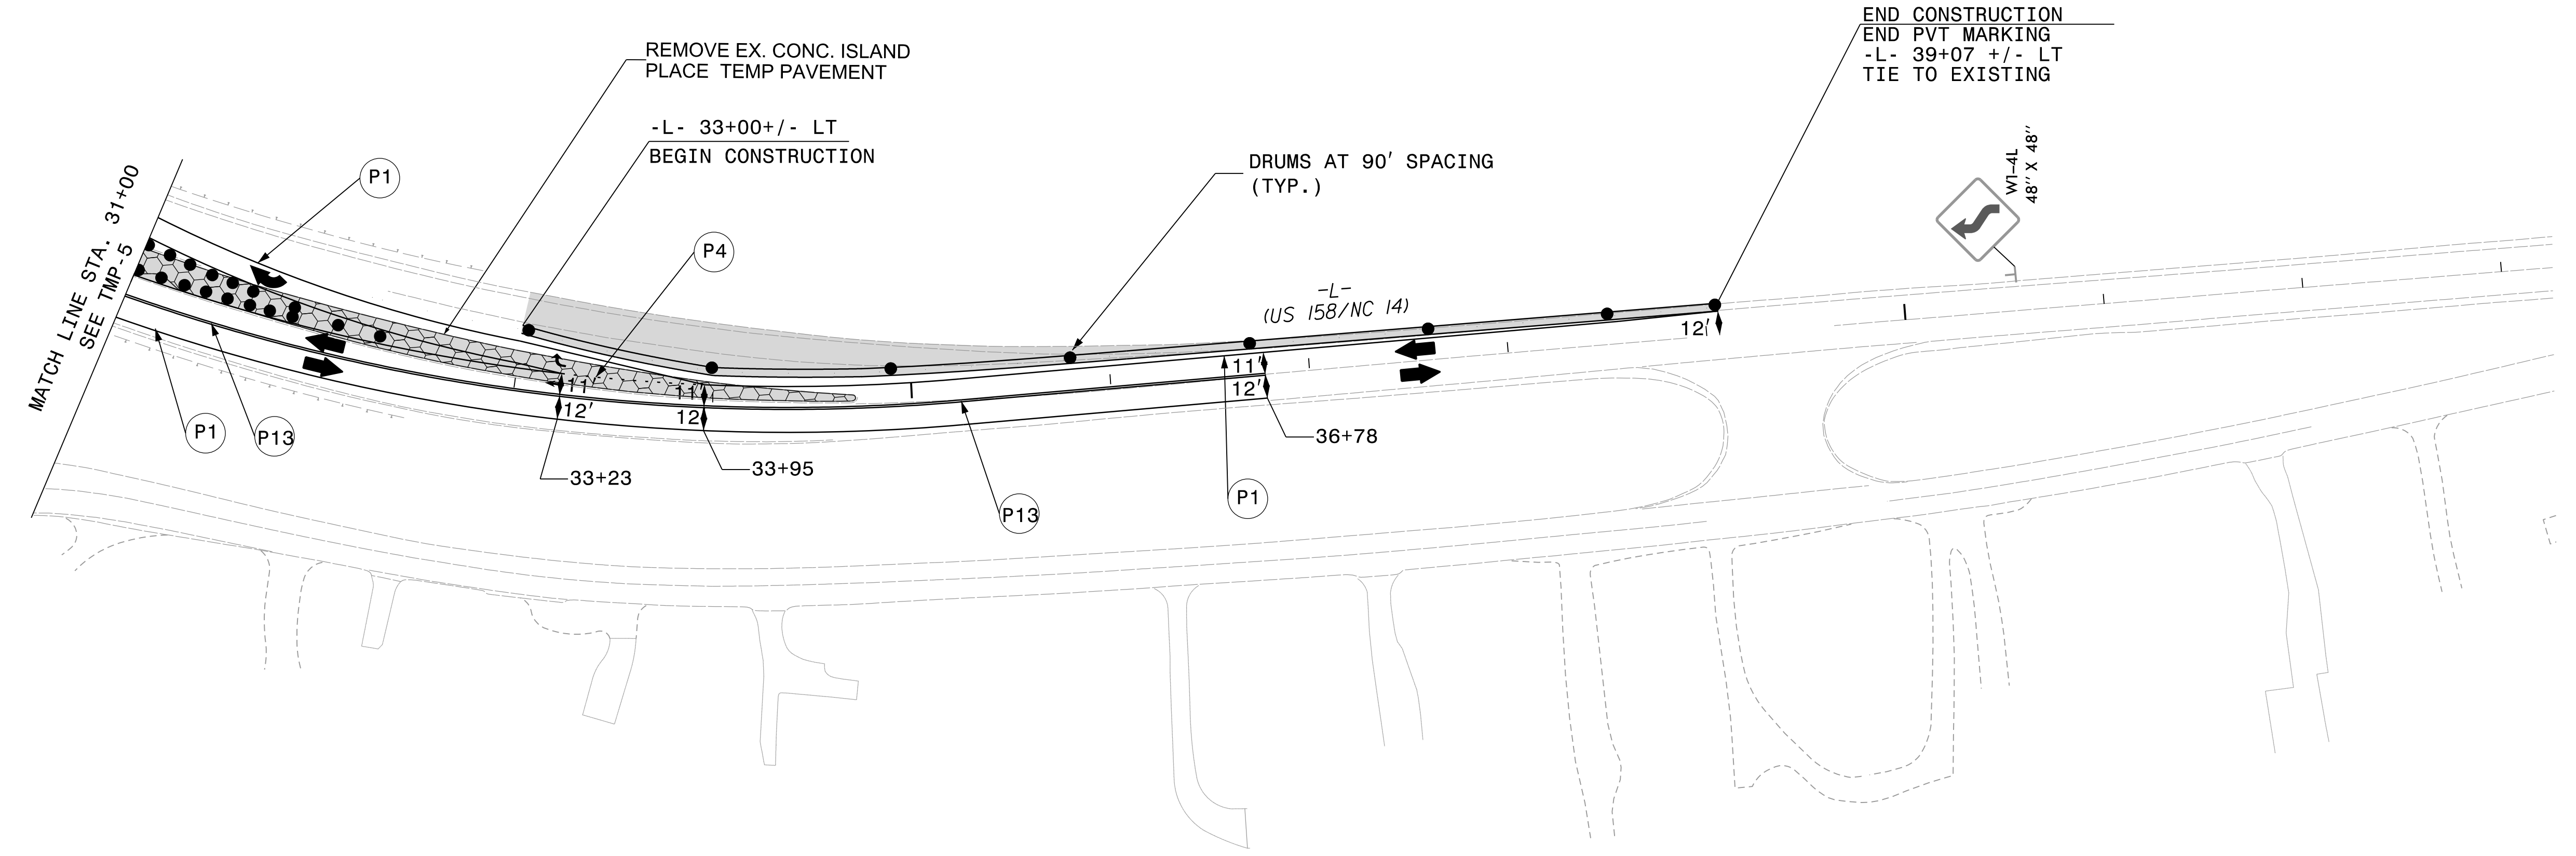 END CONSTRUCTION
END PVT MARKING
-L- 39+07 +/- LT
TIE TO EXISTING
REMOVE EX. CONC. ISLAND
PLACE TEMP PAVEMENT
-L- 33+00+/- LT
BEGIN CONSTRUCTION
DRUMS AT 90' SPACING
(TYP.)
W1-4L
48" X 48"
P1
P4
MATCH LINE STA. 31+00
SEE TMP-5
-L-
(US 158/NC 14)
12'
11'
12'
11'
12'
11'
12
36+78
P1
P13
33+23
33+95
P13
P1